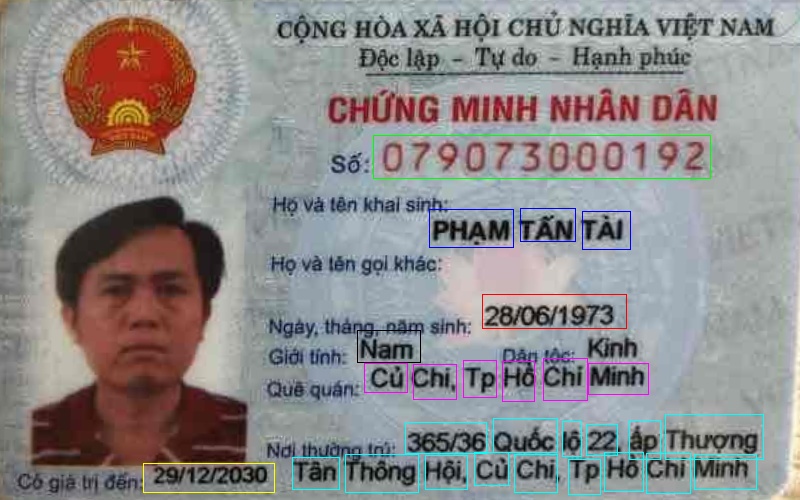 CỘNG HÒA XÃ HỘI CHỦ NGHĨA VIỆT NAM
Độc lập - Tự do - Hạnh phúc
CHỨNG MINH NHÂN DÂN
Số: 079073000192
Họ và tên khai sinh:
PHẠM TẤN TÀI
Họ và tên gọi khác:
Ngày, tháng, năm sinh: 28/06/1973
Giới tính: Nam Dân tộc: Kinh
Quê quán: Củ Chi, Tp Hồ Chí Minh
Nơi thường trú: 365/36 Quốc lộ 22, ấp Thượng
Có giá trị đến: 29/12/2030 Tân Thông Hội, Củ Chi, Tp Hồ Chí Minh